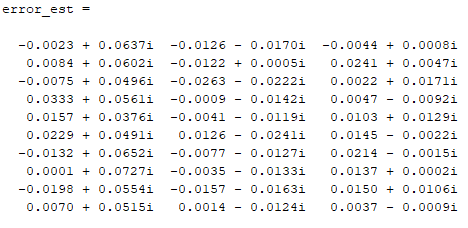 error_est =
-0.0023 + 0.0637i  -0.0126 - 0.0170i  -0.0044 + 0.0008i
0.0084 + 0.0602i  -0.0122 + 0.0005i   0.0241 + 0.0047i
-0.0075 + 0.0496i  -0.0263 - 0.0222i   0.0022 + 0.0171i
0.0333 + 0.0561i  -0.0009 - 0.0142i   0.0047 - 0.0092i
0.0157 + 0.0376i  -0.0041 - 0.0119i   0.0103 + 0.0129i
0.0229 + 0.0491i   0.0126 - 0.0241i   0.0145 - 0.0022i
-0.0132 + 0.0652i  -0.0077 - 0.0127i   0.0214 - 0.0015i
0.0001 + 0.0727i  -0.0035 - 0.0133i   0.0137 + 0.0002i
-0.0198 + 0.0554i  -0.0157 - 0.0163i   0.0150 + 0.0106i
0.0070 + 0.0515i   0.0014 - 0.0124i   0.0037 - 0.0009i